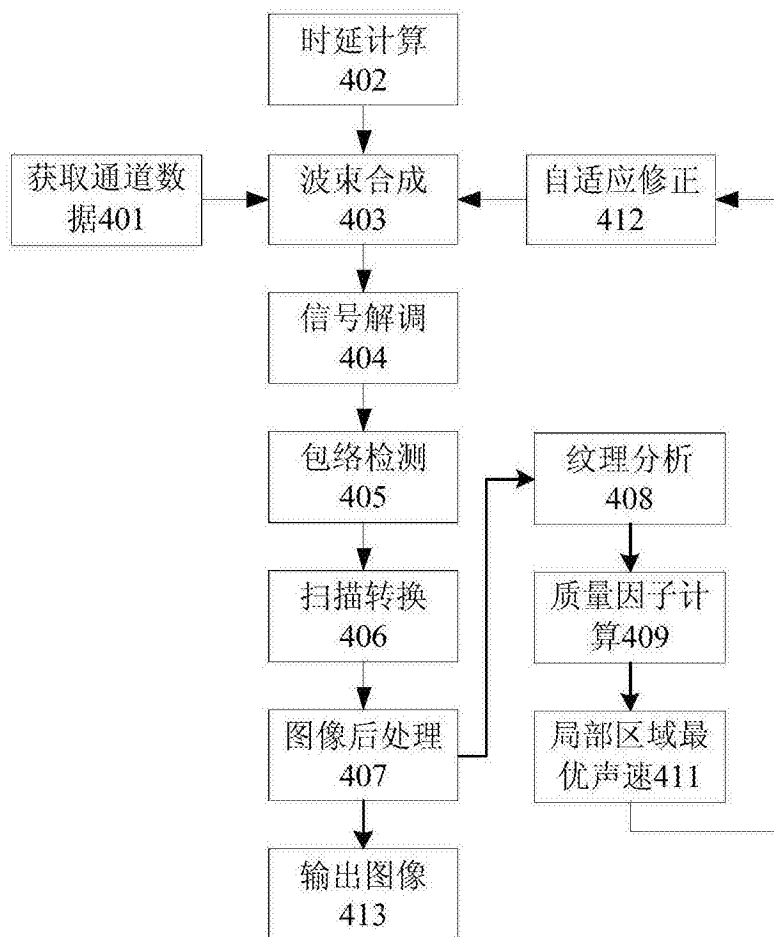 时延计算
402
获取通道数
据401
波束合成
403
自适应修正
412
信号解调
404
包络检测
405
纹理分析
408
扫描转换
406
质量因子计
算409
图像后处理
407
局部区域最
优声速411
输出图像
413